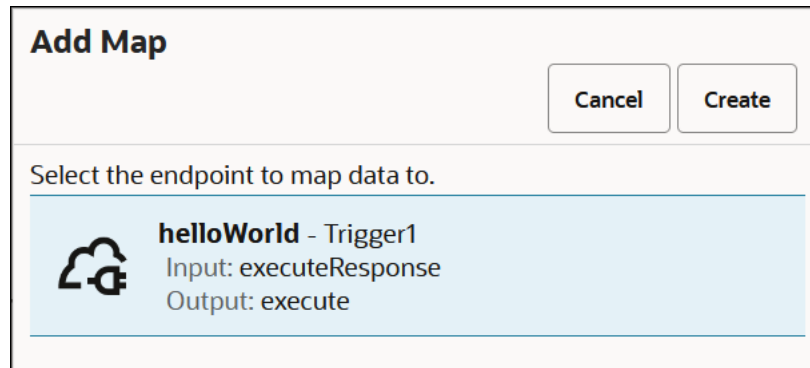 Add Map
Cancel Create
Select the endpoint to map data to.
helloWorld - Trigger1
Input: executeResponse
Output: execute